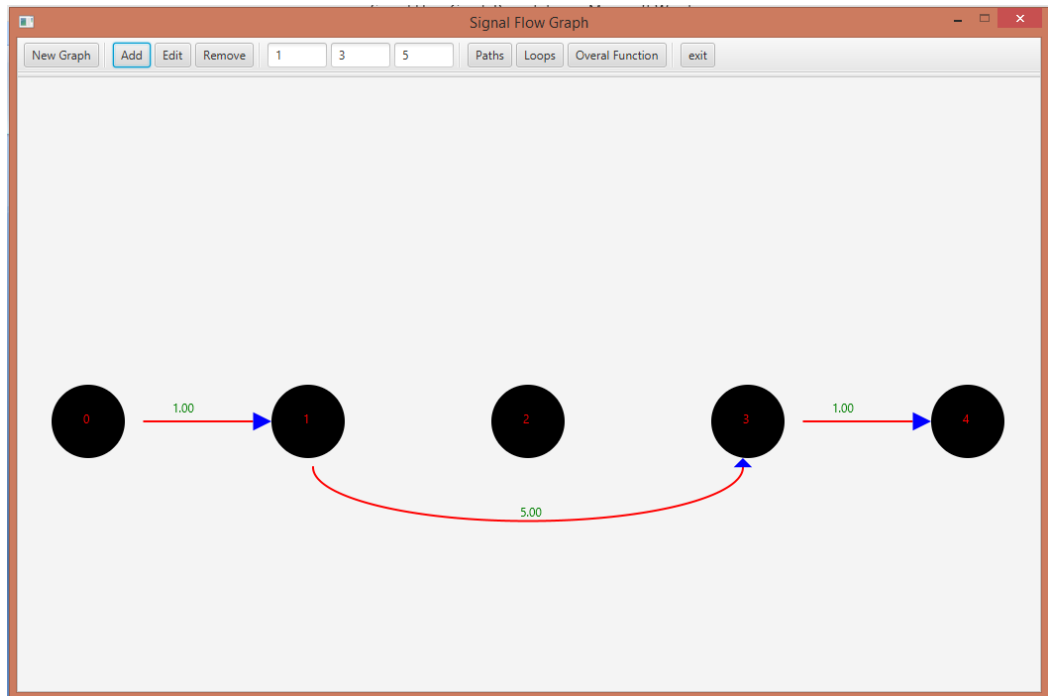 Signal Flow Graph
New Graph Add Edit Remove 1 3 5 Paths Loops Overal Function exit
1.00 1.00
0 1 2 3 4
5.00